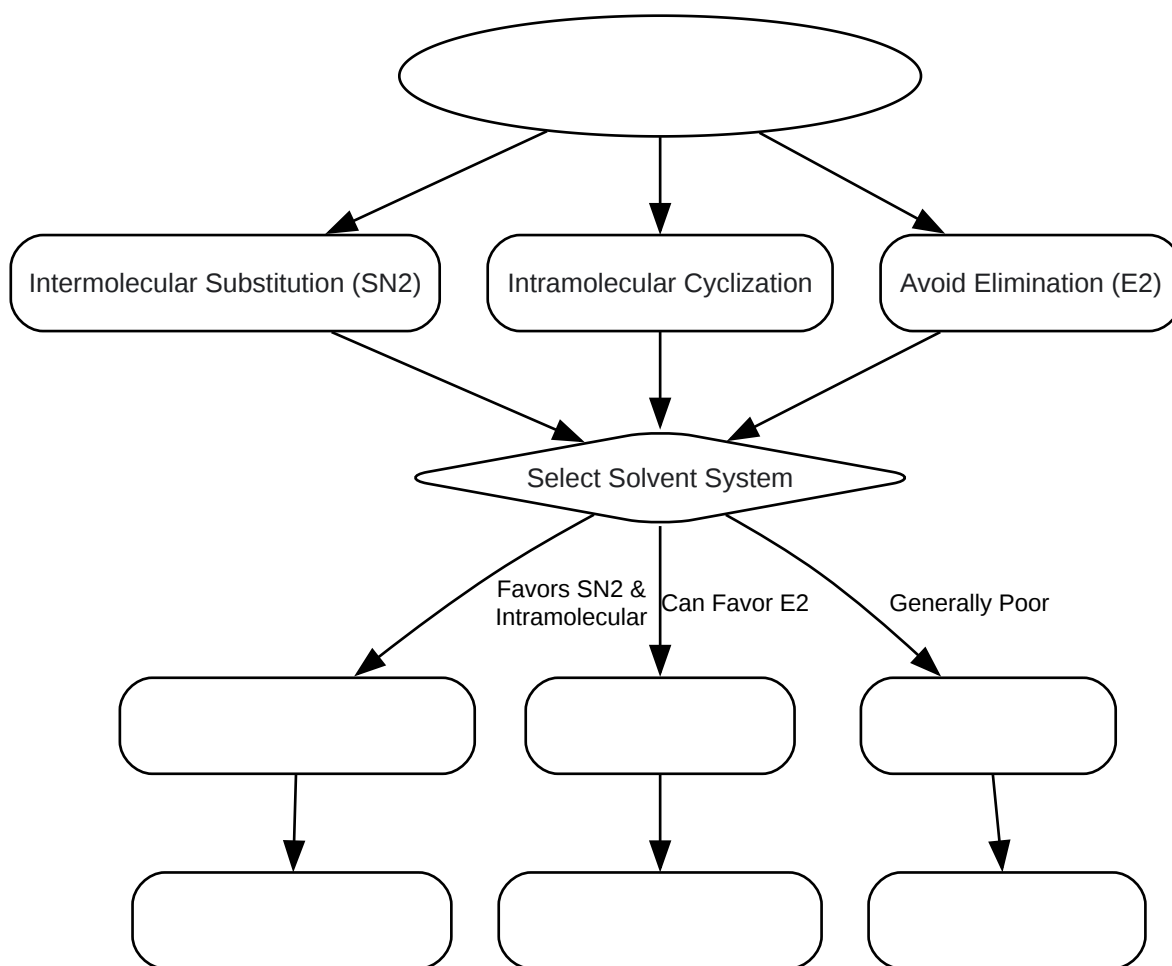 Intermolecular Substitution (SN2)
Intramolecular Cyclization
Avoid Elimination (E2)
Select Solvent System
Favors SN2 &
Intramolecular
Can Favor E2
Generally Poor